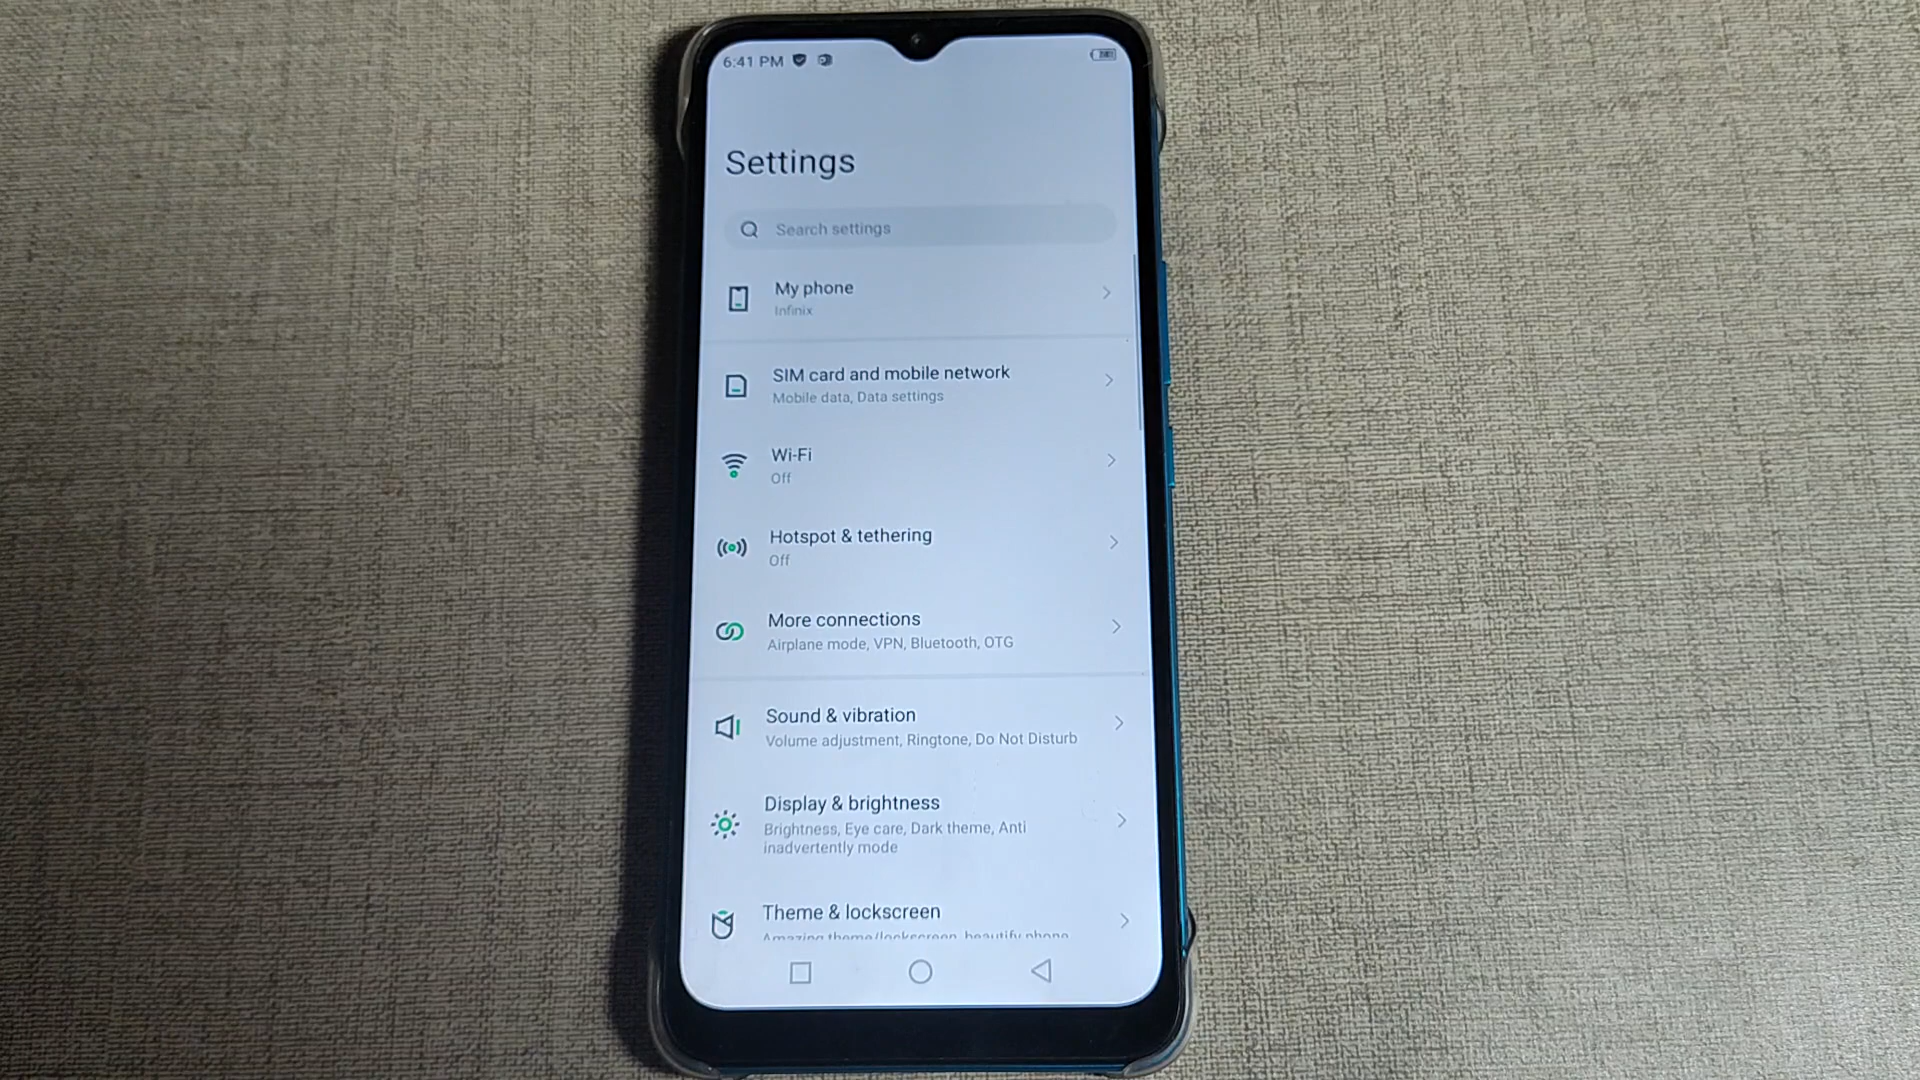 6:41 PM
Settings
Search settings
My phone
Infinix
SIM card and mobile network
Mobile data, Data settings
Wi-Fi
Off
Hotspot & tethering
Off
More connections
Airplane mode, VPN, Bluetooth, OTG
Sound & vibration
Volume adjustment, Ringtone, Do Not Disturb
Display & brightness
Brightness, Eye care, Dark theme, Anti
inadvertently mode
Theme & lockscreen
Amazing theme/lockscreen, beautify phone